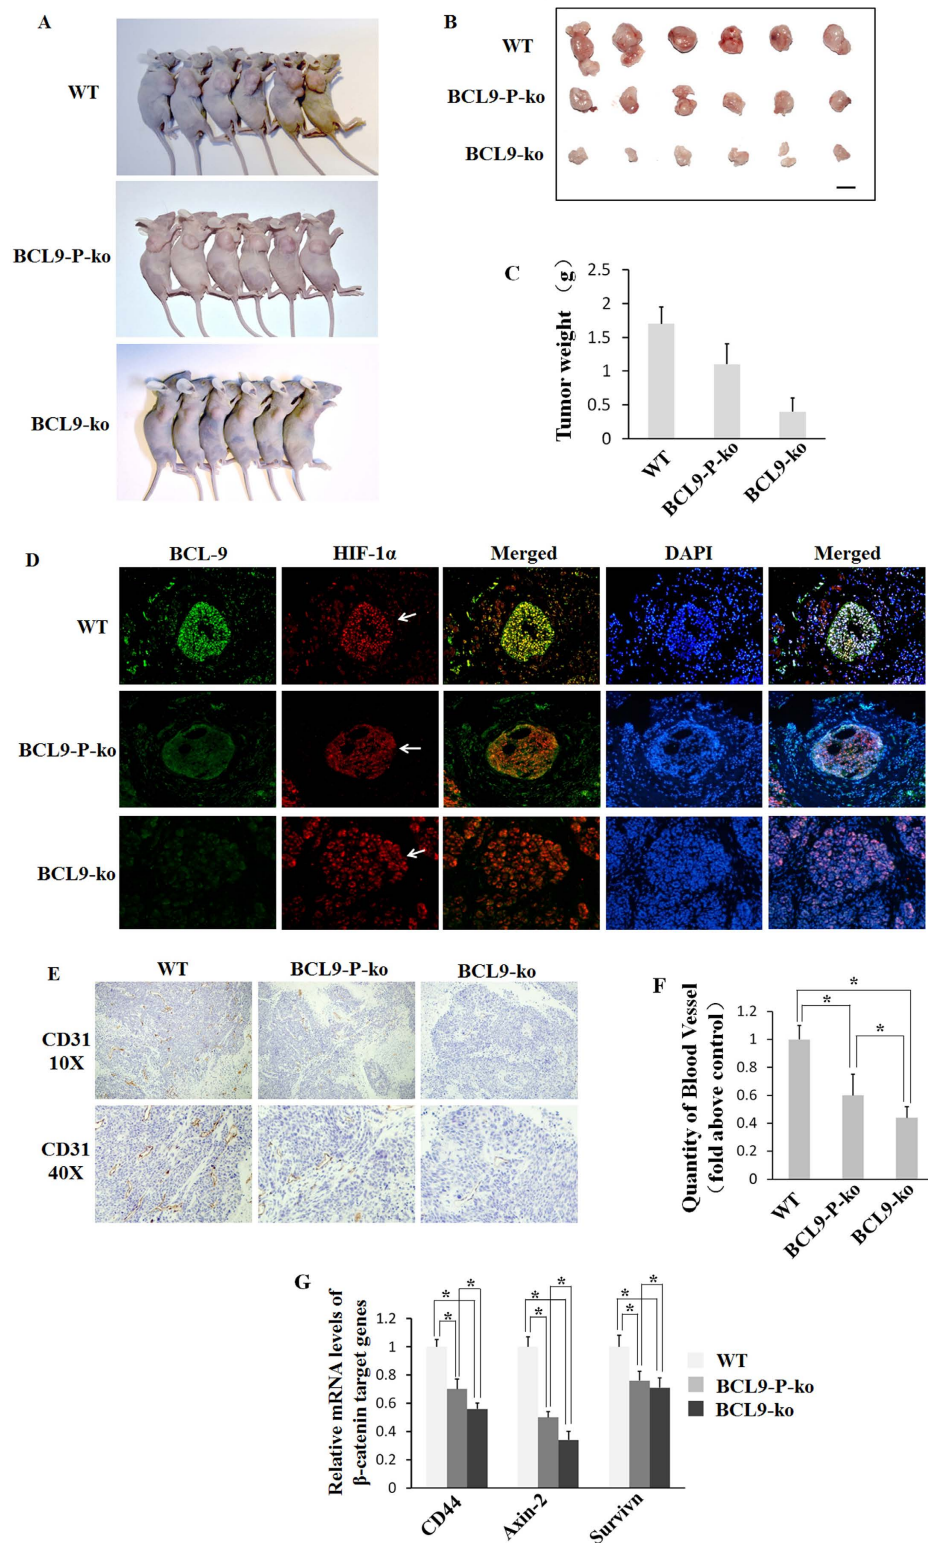 A
WT
BCL9-P-ko
BCL9-ko
B
WT
BCL9-P-ko
BCL9-ko
C
Tumor weight （g）
2.5
2
1.5
1
0.5
0
WT
BCL9-P-ko
BCL9-ko
D
BCL-9
HIF-1α
Merged
DAPI
Merged
WT
BCL9-P-ko
BCL9-ko
E
WT
BCL9-P-ko
BCL9-ko
CD31
10X
CD31
40X
F
Quantity of Blood Vessel
（fold above control）
1.2
1
0.8
0.6
0.4
0.2
0
* 
*
*
WT
BCL9-P-ko
BCL9-ko
G
Relative mRNA levels of
β-catenin target genes
1.2
1
0.8
0.6
0.4
0.2
0
*
*
*
*
*
*
*
*
*
CD44
Axin-2
Survivn
WT
BCL9-P-ko
BCL9-ko